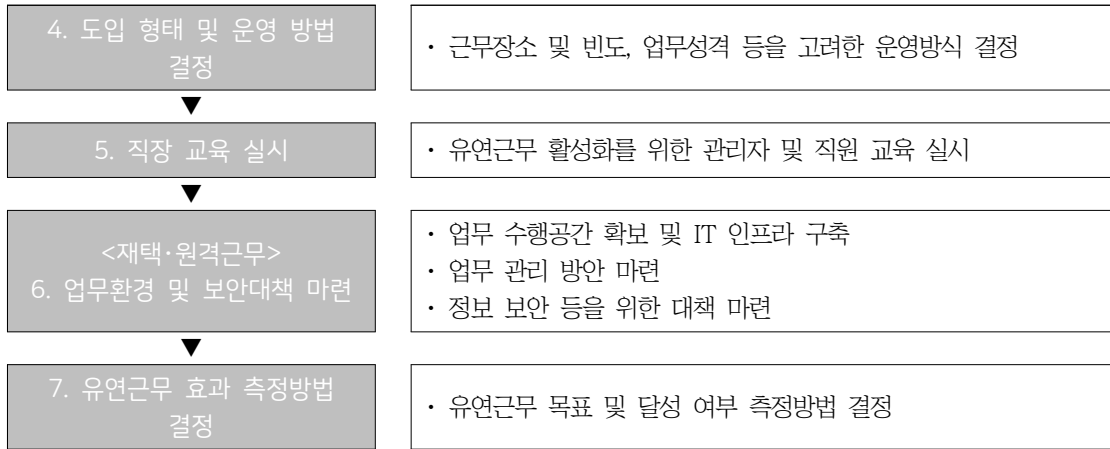 4. 도입 형태 및 운영 방법
결정
· 근무장소 및 빈도, 업무성격 등을 고려한 운영방식 결정
▼
5. 직장 교육 실시
· 유연근무 활성화를 위한 관리자 및 직원 교육 실시
▼
<재택·원격근무>
6. 업무환경 및 보안대책 마련
· 업무 수행공간 확보 및 IT 인프라 구축
· 업무 관리 방안 마련
· 정보 보안 등을 위한 대책 마련
▼
7. 유연근무 효과 측정방법
결정
· 유연근무 목표 및 달성 여부 측정방법 결정